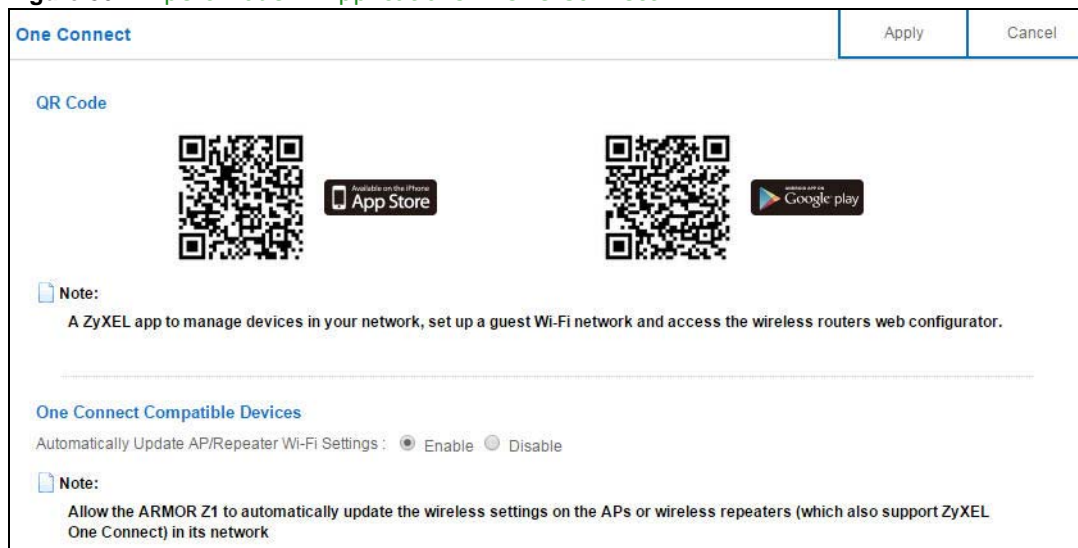 One Connect
Apply
Cancel
QR Code
Available on the iPhone
App Store
ANDROID APP ON
Google play
Note:
A ZyXEL app to manage devices in your network, set up a guest Wi-Fi network and access the wireless routers web configurator.
One Connect Compatible Devices
Automatically Update AP/Repeater Wi-Fi Settings : Enable Disable
Note:
Allow the ARMOR Z1 to automatically update the wireless settings on the APs or wireless repeaters (which also support ZyXEL
One Connect) in its network